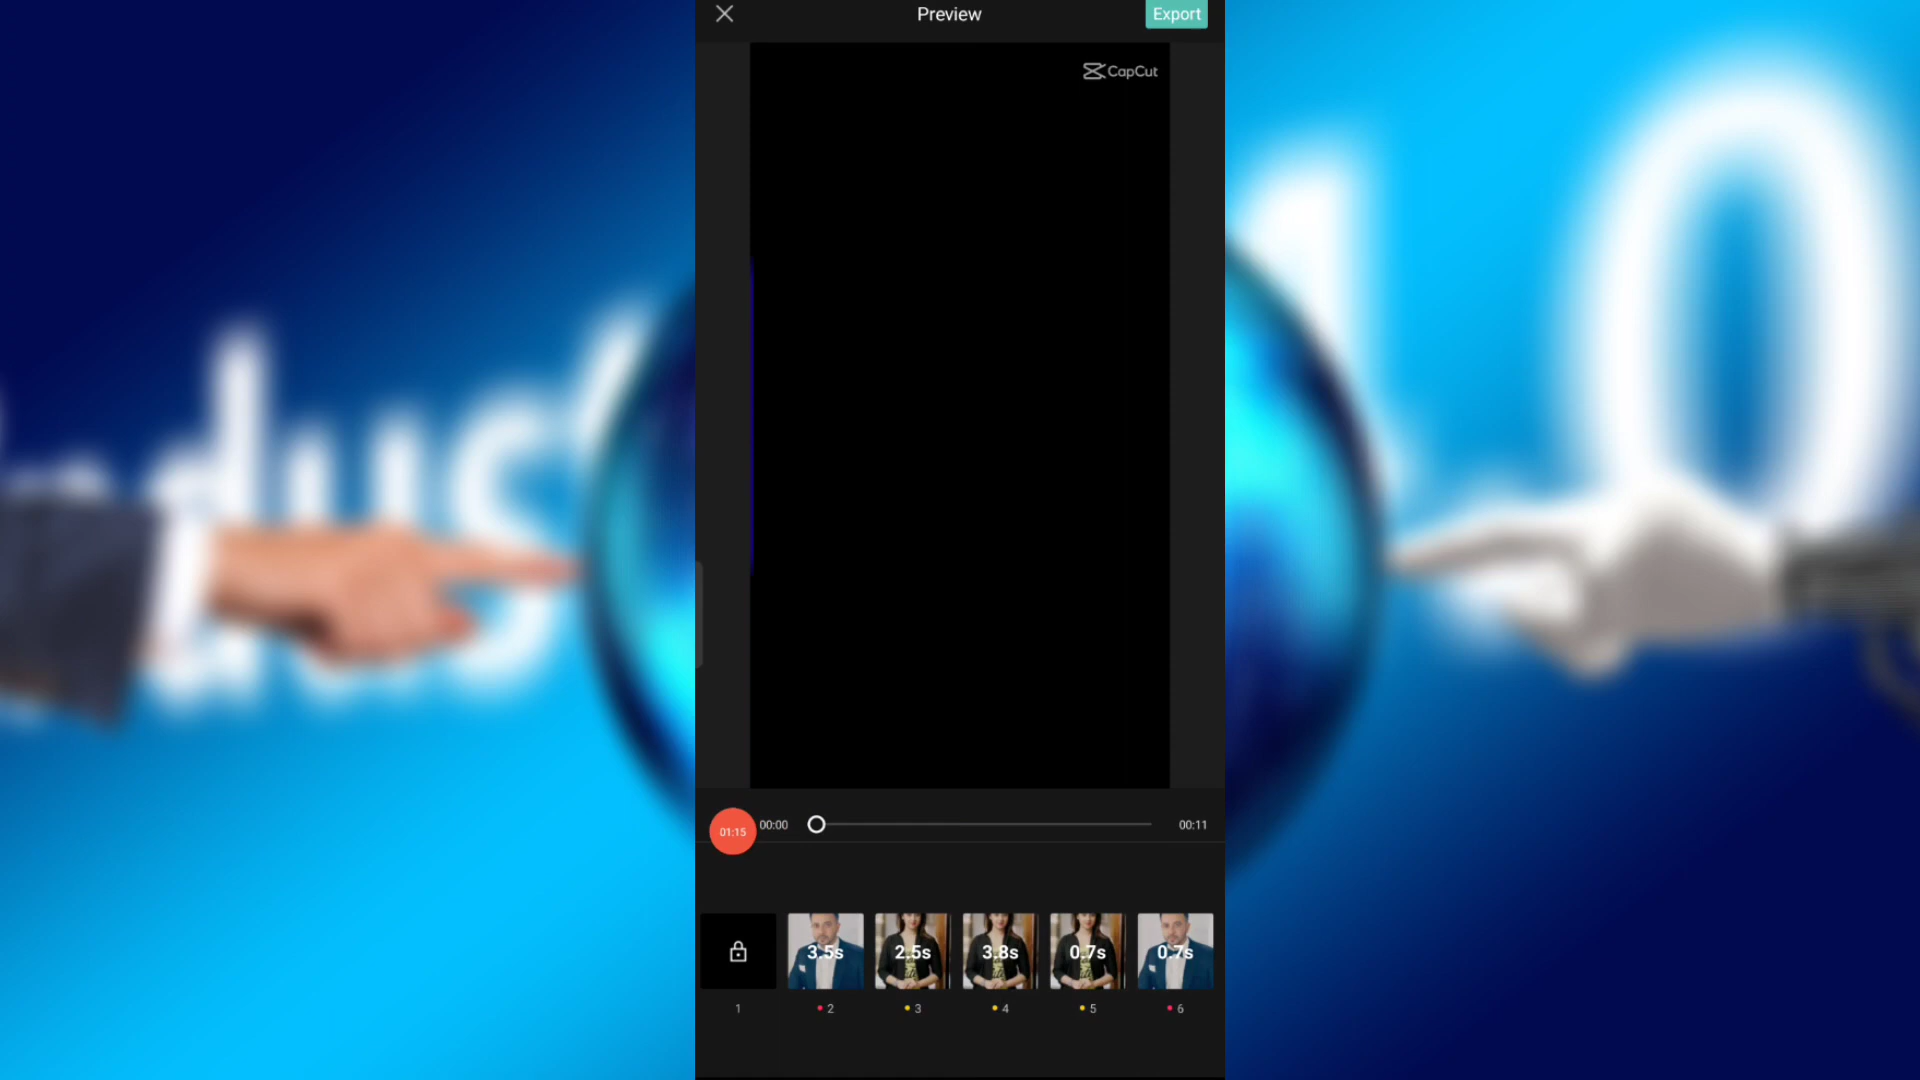 Preview
Export
CapCut
01:15
00:00
00:11
3.5s
2.5s
3.8s
0.7s
0.7s
1
2
3
4
5
6